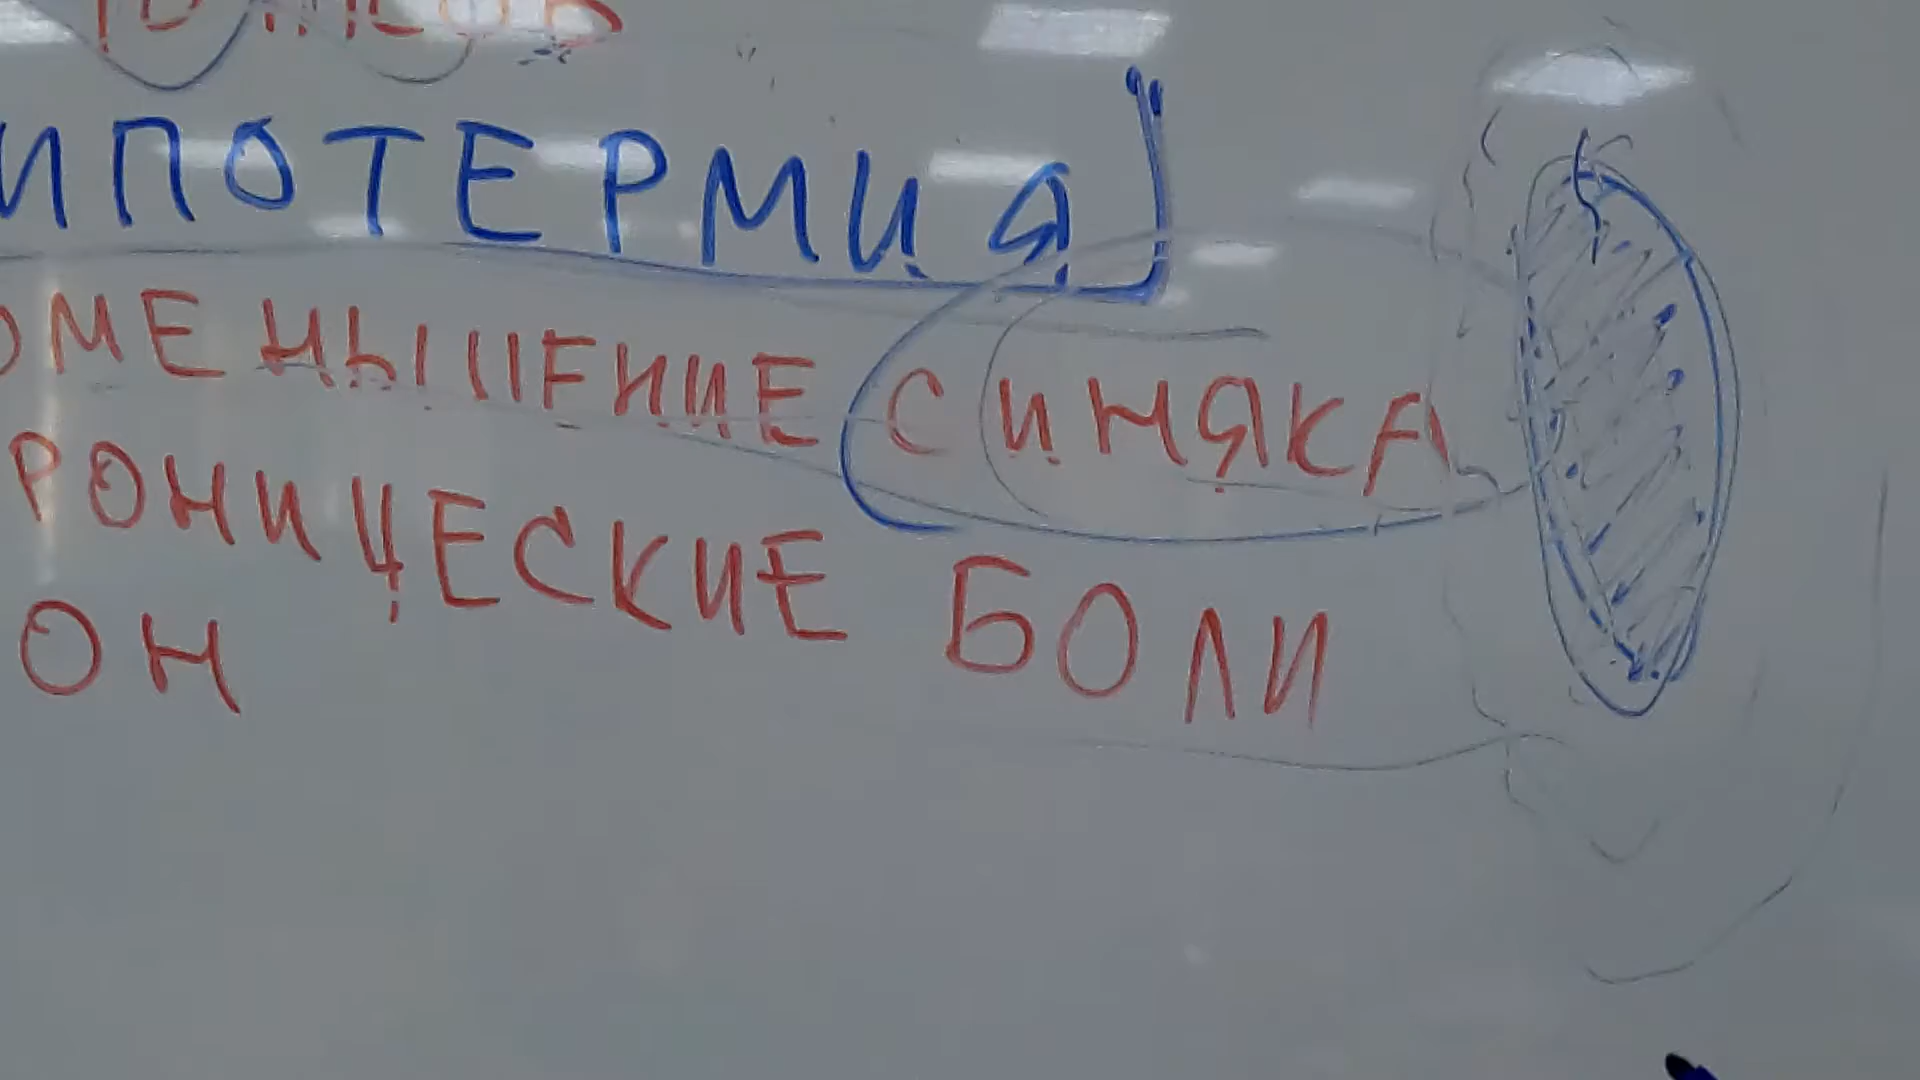 ИПОТЕРМИЯ
ОМЕНЬШЕНИЕ СИНЯКА
РОНИЧЕСКИЕ БОЛИ
ОН